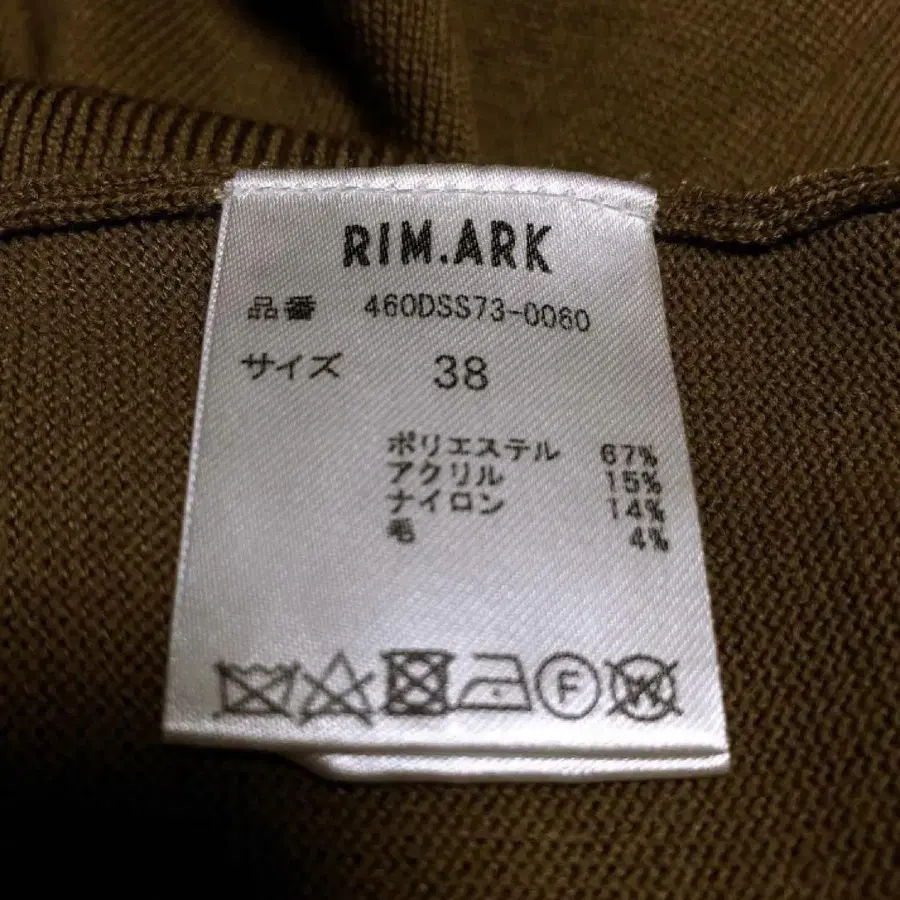 RIM.ARK
品番 460DSS73-0060
サイズ 38
ポリエステル 67%
アクリル 15%
ナイロン 14%
毛 4%
F W